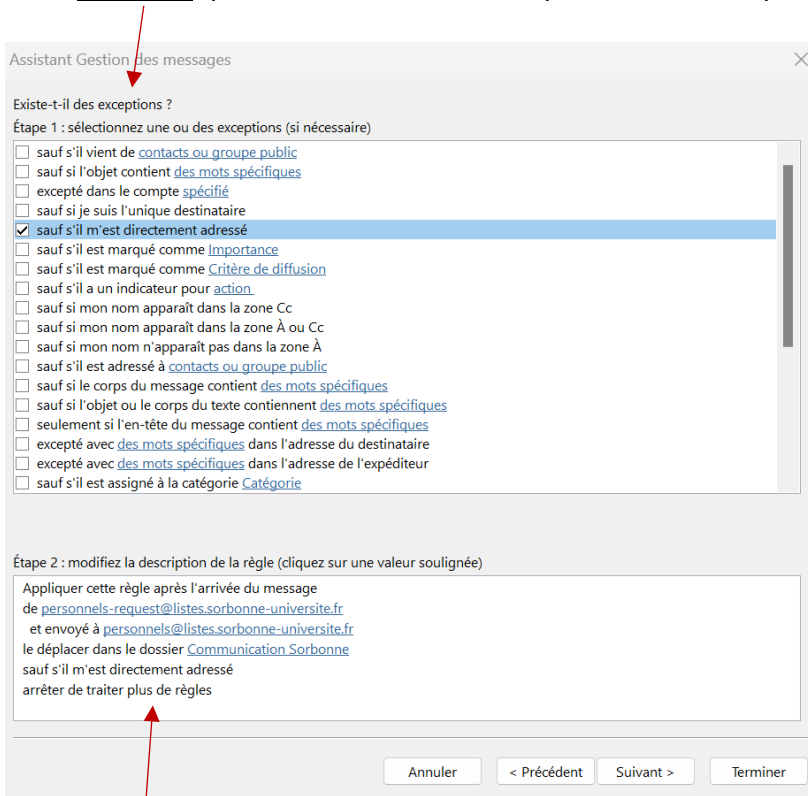 Assistant Gestion des messages
Existe-t-il des exceptions ?
Étape 1 : sélectionnez une ou des exceptions (si nécessaire)
sauf s'il vient de contacts ou groupe public
sauf si l'objet contient des mots spécifiques
excepté dans le compte spécifié
sauf si je suis l'unique destinataire
sauf s'il m'est directement adressé
sauf s'il est marqué comme Importance
sauf s'il est marqué comme Critère de diffusion
sauf s'il a un indicateur pour action
sauf si mon nom apparaît dans la zone Cc
sauf si mon nom apparaît dans la zone À ou Cc
sauf si mon nom n'apparaît pas dans la zone À
sauf s'il est adressé à contacts ou groupe public
sauf si le corps du message contient des mots spécifiques
sauf si l'objet ou le corps du texte contiennent des mots spécifiques
seulement si l'en-tête du message contient des mots spécifiques
excepté avec des mots spécifiques dans l'adresse du destinataire
excepté avec des mots spécifiques dans l'adresse de l'expéditeur
sauf s'il est assigné à la catégorie Catégorie
Étape 2 : modifiez la description de la règle (cliquez sur une valeur soulignée)
Appliquer cette règle après l'arrivée du message
de personnels-request@listes.sorbonne-universite.fr
et envoyé à personnels@listes.sorbonne-universite.fr
le déplacer dans le dossier Communication Sorbonne
sauf s'il m'est directement adressé
arrêter de traiter plus de règles
Annuler < Précédent Suivant > Terminer